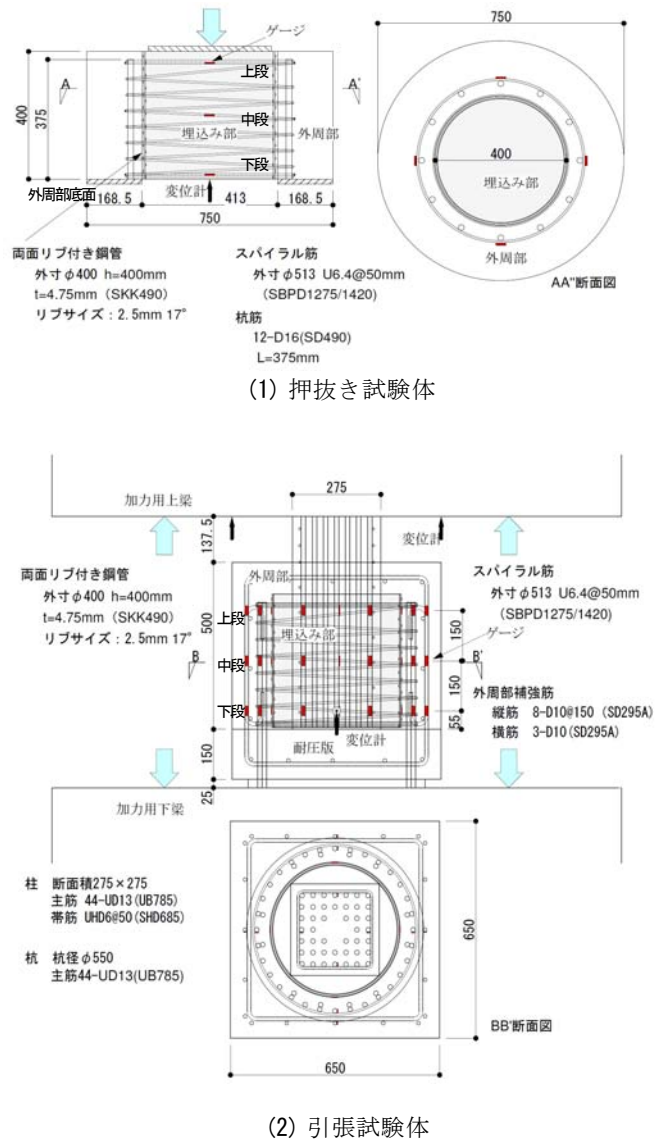 ゲージ
上段
中段
下段
埋込み部
外周部
A
A'
400
375
外周部底面
変位計
168.5
413
168.5
750
両面リブ付き鋼管
外寸φ400 h=400mm
t=4.75mm (SKK490)
リブサイズ:2.5mm 17°
スパイラル筋
外寸φ513 U6.4@50mm
(SBPD1275/1420)
杭筋
12-D16(SD490)
L=375mm
750
400
埋込み部
外周部
AA"断面図
(1) 押抜き試験体
加力用上梁
275
137.5
変位計
両面リブ付き鋼管
外寸φ400 h=400mm
t=4.75mm (SKK490)
リブサイズ:2.5mm 17°
外周部
500
上段
埋込み部
中段
下段
B
B'
スパイラル筋
外寸φ513 U6.4@50mm
(SBPD1275/1420)
ゲージ
150
150
55
外周部補強筋
縦筋 8-D10@150 (SD295A)
横筋 3-D10(SD295A)
耐圧版
変位計
150
25
加力用下梁
柱 断面積275×275
主筋 44-UD13(UB785)
帯筋 UHD6@50(SHD685)
杭 杭径φ550
主筋44-UD13(UB785)
650
BB'断面図
650
(2) 引張試験体